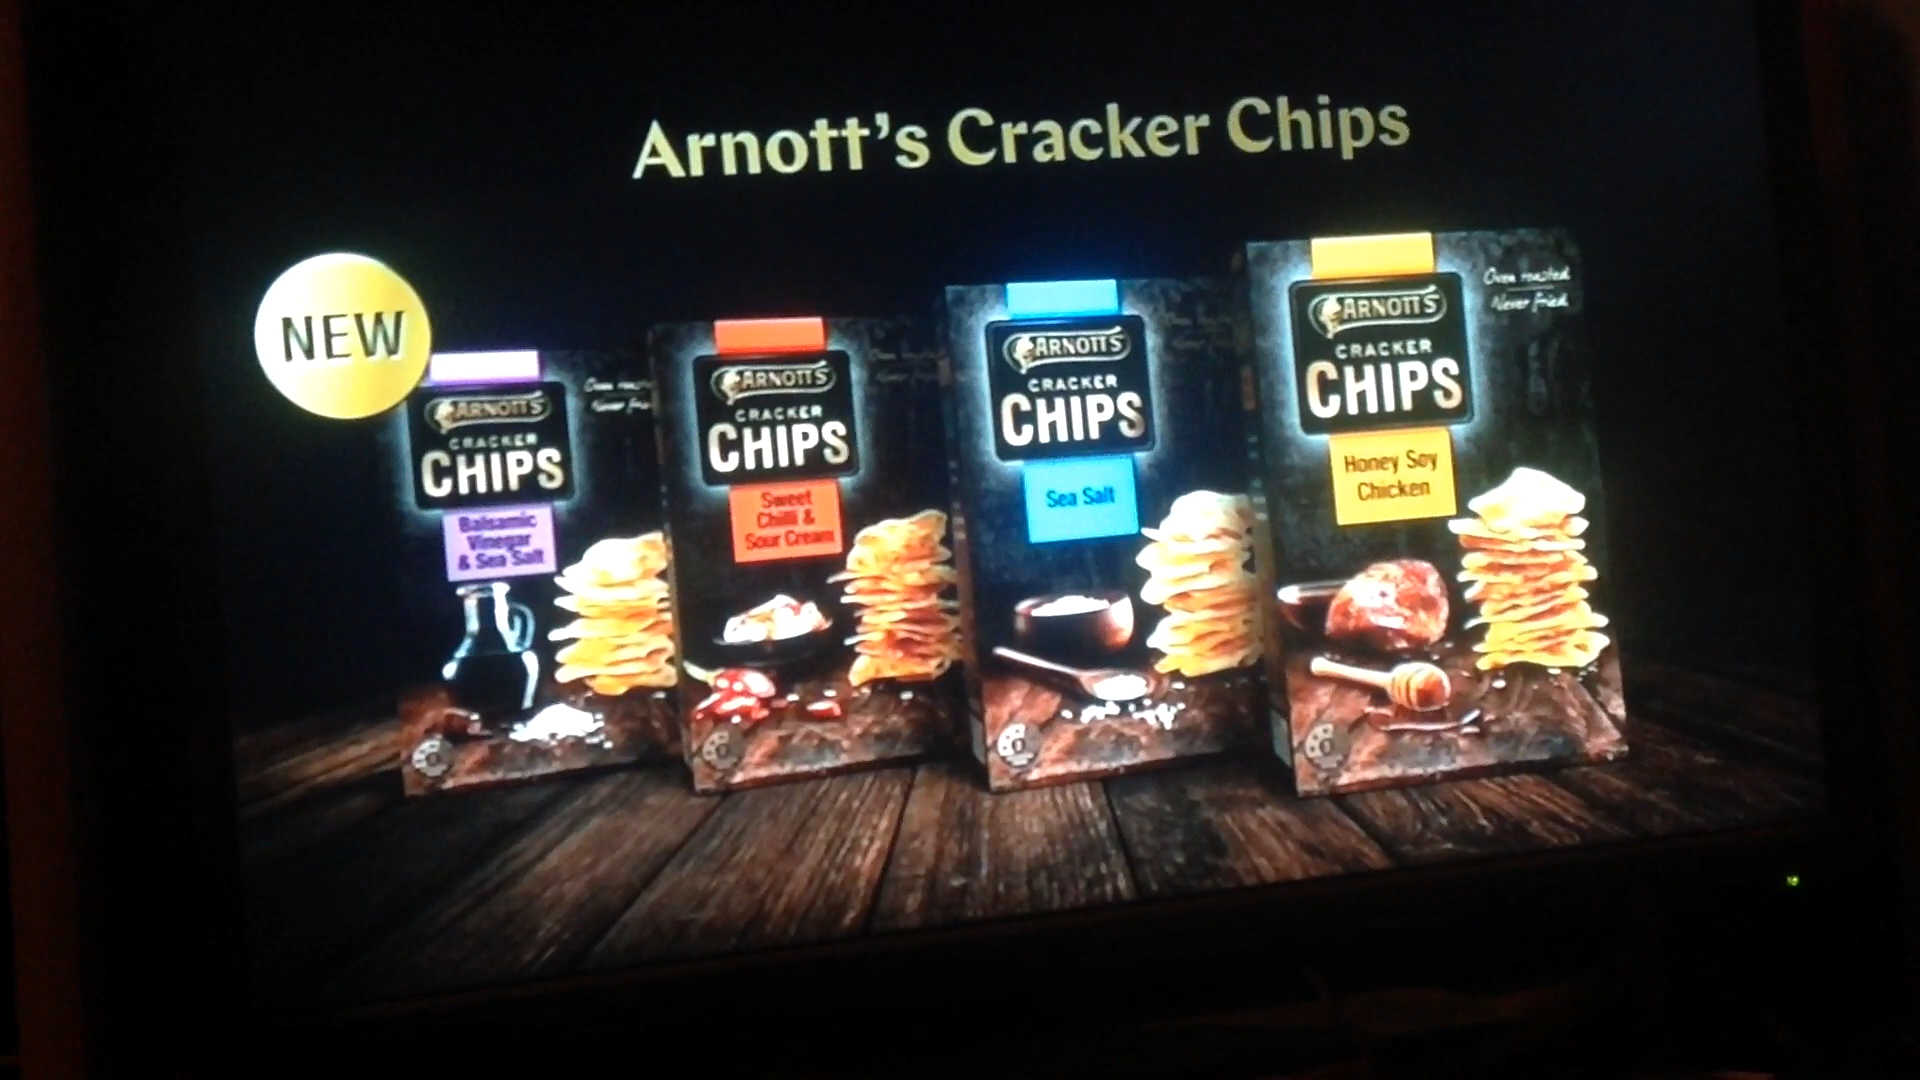 Arnott's Cracker Chips
NEW
ARNOTT'S
CRACKER
CHIPS
Balsamic
Vinegar
& Sea Salt
ARNOTT'S
CRACKER
CHIPS
Sweet
Chilli &
Sour Cream
ARNOTT'S
CRACKER
CHIPS
Sea Salt
Oven roasted
Never fried
ARNOTT'S
CRACKER
CHIPS
Honey Soy
Chicken